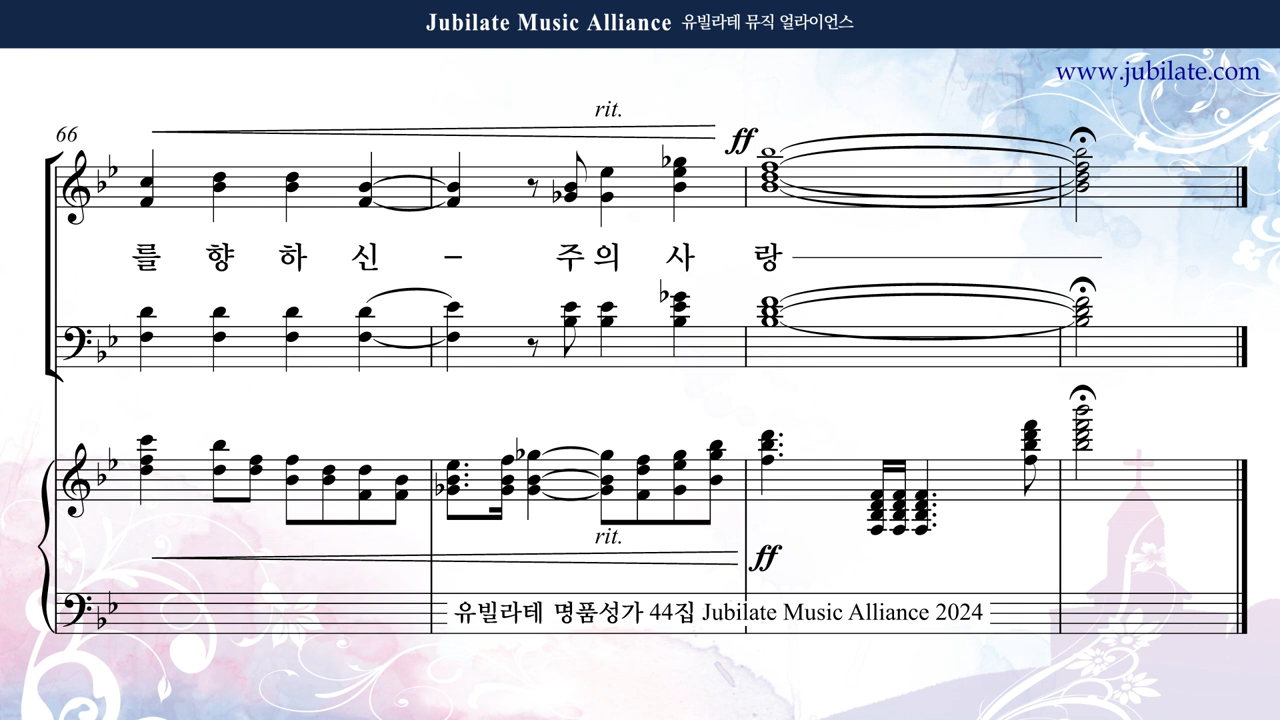 Jubilate Music Alliance 유빌라테 뮤직 얼라이언스
www.jubilate.com
rit.
66
ff
를 향 하 신 – 주 의 사 랑
rit.
ff
유빌라테 명품성가 44집 Jubilate Music Alliance 2024